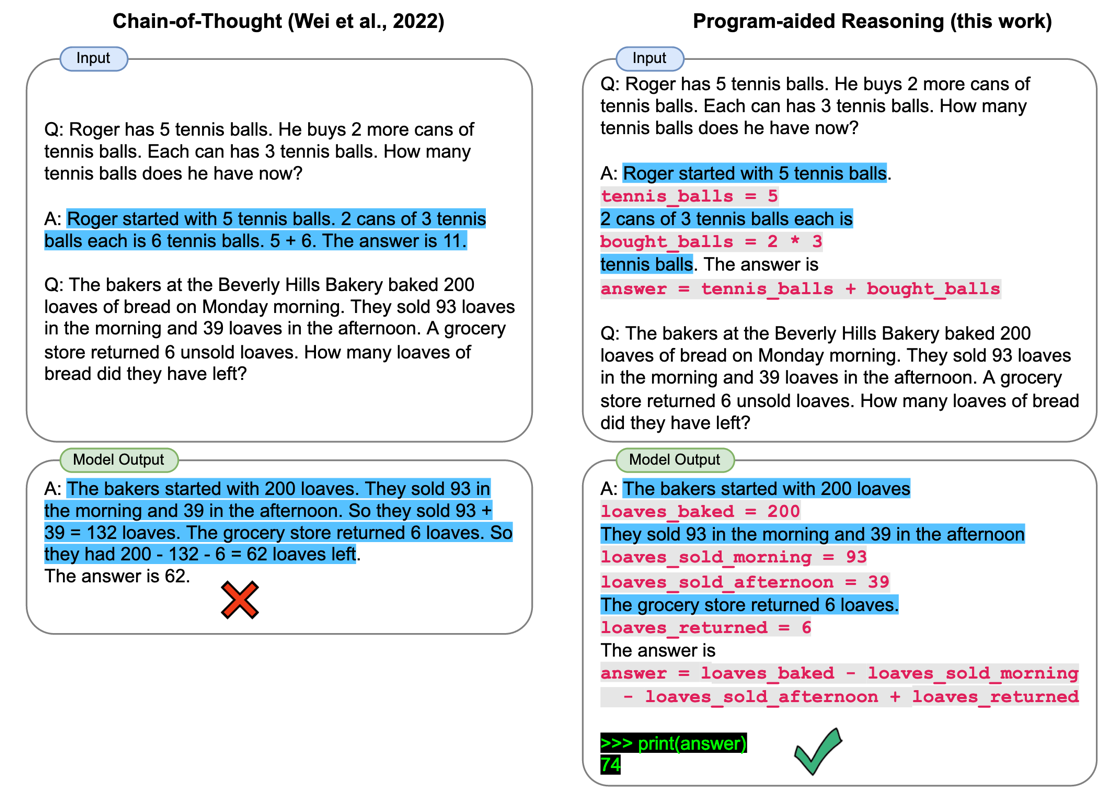 Chain-of-Thought (Wei et al., 2022)
Input
Q: Roger has 5 tennis balls. He buys 2 more cans of
tennis balls. Each can has 3 tennis balls. How many
tennis balls does he have now?
A: Roger started with 5 tennis balls. 2 cans of 3 tennis
balls each is 6 tennis balls. 5 + 6. The answer is 11.
Q: The bakers at the Beverly Hills Bakery baked 200
loaves of bread on Monday morning. They sold 93 loaves
in the morning and 39 loaves in the afternoon. A grocery
store returned 6 unsold loaves. How many loaves of
bread did they have left?
Model Output
A: The bakers started with 200 loaves. They sold 93 in
the morning and 39 in the afternoon. So they sold 93 +
39 = 132 loaves. The grocery store returned 6 loaves. So
they had 200 - 132 - 6 = 62 loaves left.
The answer is 62.
Program-aided Reasoning (this work)
Input
Q: Roger has 5 tennis balls. He buys 2 more cans of
tennis balls. Each can has 3 tennis balls. How many
tennis balls does he have now?
A: Roger started with 5 tennis balls.
tennis_balls = 5
2 cans of 3 tennis balls each is
bought_balls = 2 * 3
tennis balls. The answer is
answer = tennis_balls + bought_balls
Q: The bakers at the Beverly Hills Bakery baked 200
loaves of bread on Monday morning. They sold 93 loaves
in the morning and 39 loaves in the afternoon. A grocery
store returned 6 unsold loaves. How many loaves of bread
did they have left?
Model Output
A: The bakers started with 200 loaves
loaves_baked = 200
They sold 93 in the morning and 39 in the afternoon
loaves_sold_morning = 93
loaves_sold_afternoon = 39
The grocery store returned 6 loaves.
loaves_returned = 6
The answer is
answer = loaves_baked - loaves_sold_morning
- loaves_sold_afternoon + loaves_returned
>>> print(answer)
74